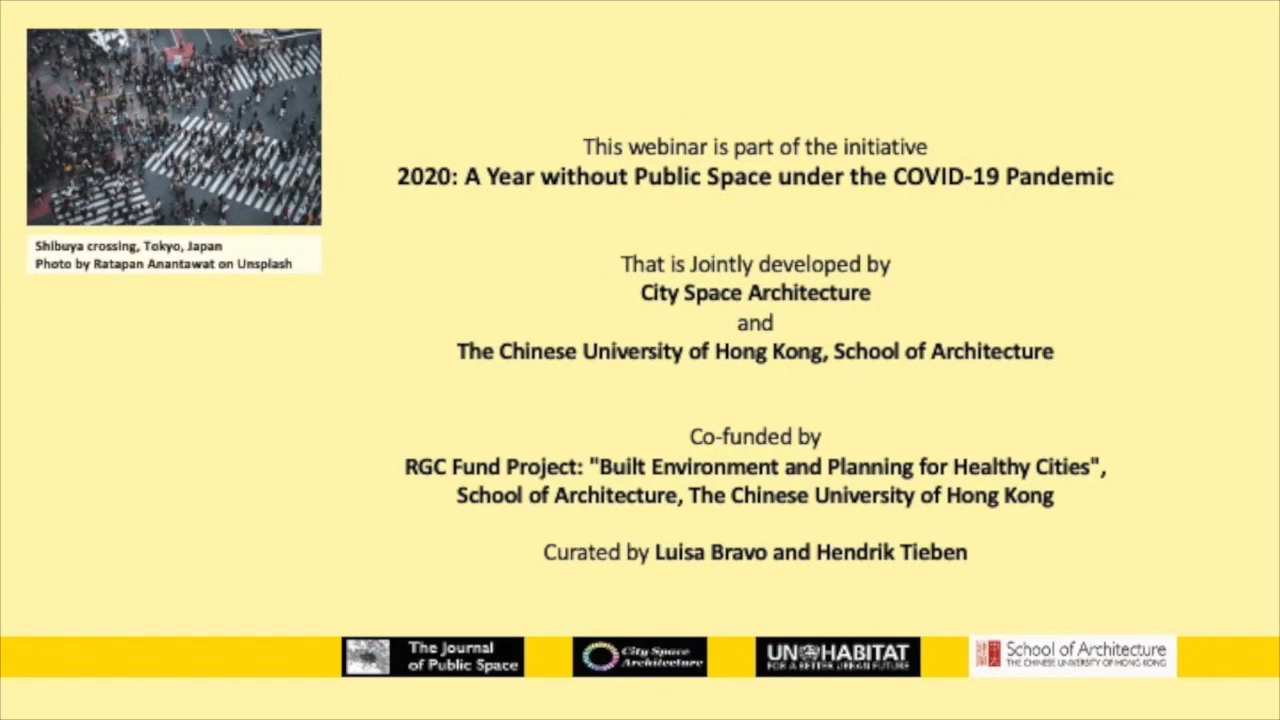 Shibuya crossing, Tokyo, Japan
Photo by Ratapan Anantawat on Unsplash
This webinar is part of the initiative
2020: A Year without Public Space under the COVID-19 Pandemic
That is Jointly developed by
City Space Architecture
and
The Chinese University of Hong Kong, School of Architecture
Co-funded by
RGC Fund Project: "Built Environment and Planning for Healthy Cities",
School of Architecture, The Chinese University of Hong Kong
Curated by Luisa Bravo and Hendrik Tieben
The Journal
of Public Space
City Space
Architecture
UN HABITAT
FOR A BETTER URBAN FUTURE
School of Architecture
THE CHINESE UNIVERSITY OF HONG KONG